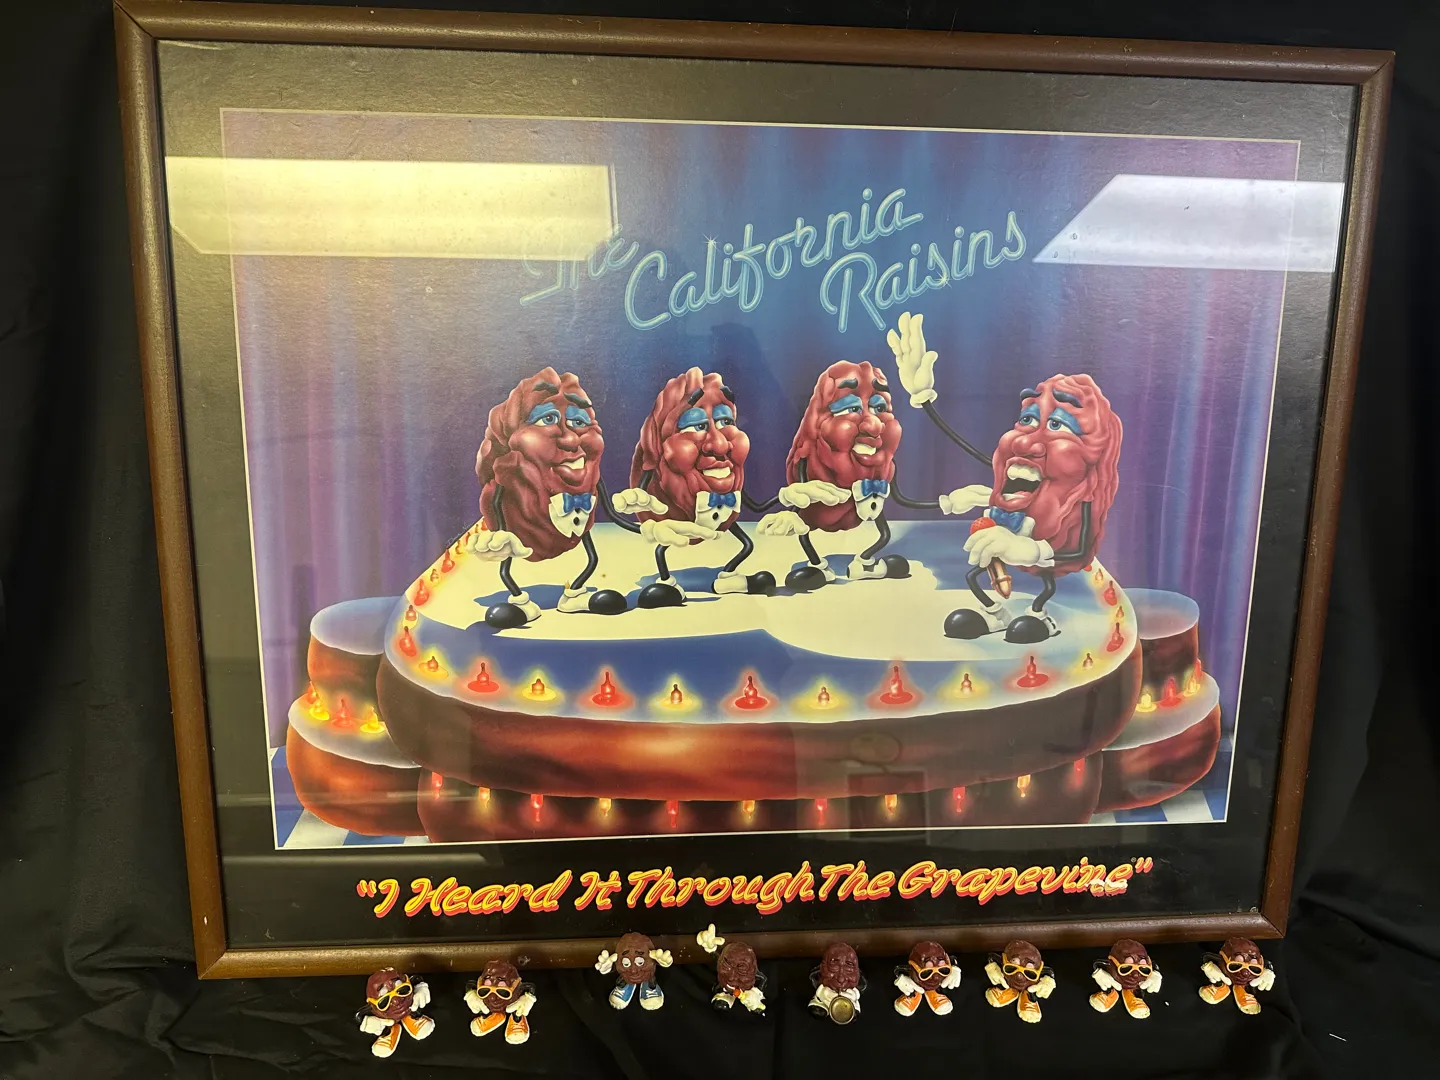 The
California
Raisins
"I Heard It Through The Grapevine"